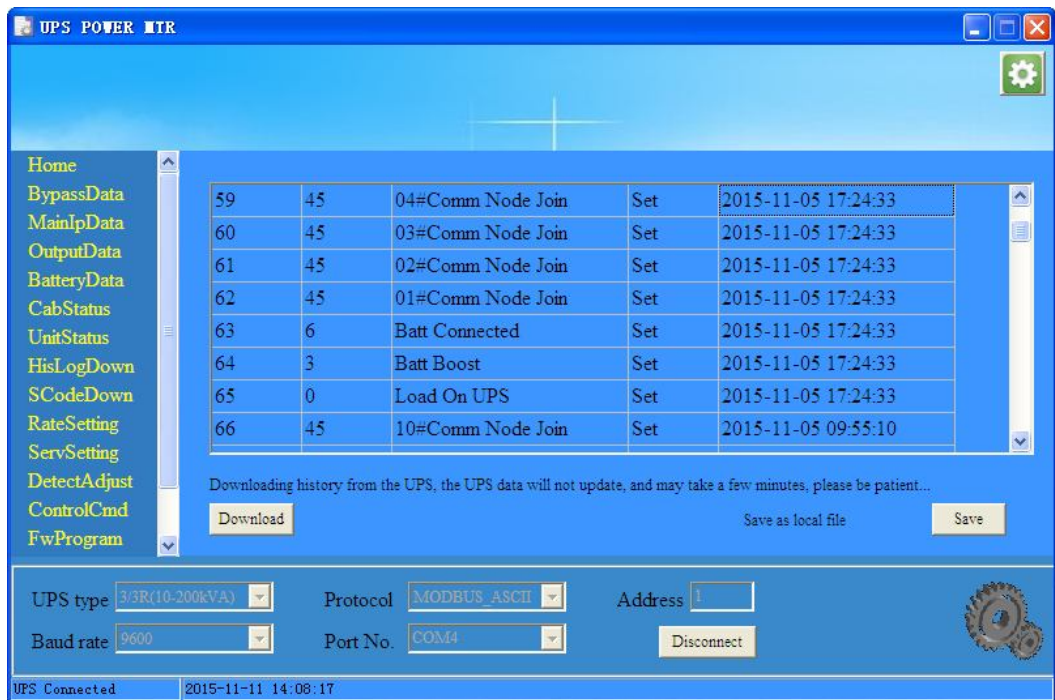 UPS POWER MTR
Home
BypassData
MainIpData
OutputData
BatteryData
CabStatus
UnitStatus
HisLogDown
SCodeDown
RateSetting
ServSetting
DetectAdjust
ControlCmd
FwProgram
59 45 04#Comm Node Join Set 2015-11-05 17:24:33
60 45 03#Comm Node Join Set 2015-11-05 17:24:33
61 45 02#Comm Node Join Set 2015-11-05 17:24:33
62 45 01#Comm Node Join Set 2015-11-05 17:24:33
63 6 Batt Connected Set 2015-11-05 17:24:33
64 3 Batt Boost Set 2015-11-05 17:24:33
65 0 Load On UPS Set 2015-11-05 17:24:33
66 45 10#Comm Node Join Set 2015-11-05 09:55:10
Downloading history from the UPS, the UPS data will not update, and may take a few minutes, please be patient...
Download Save as local file Save
UPS type 3/3R(10-200kVA) Protocol MODBUS_ASCII Address 1
Baud rate 9600 Port No. COM4 Disconnect
UPS Connected 2015-11-11 14:08:17